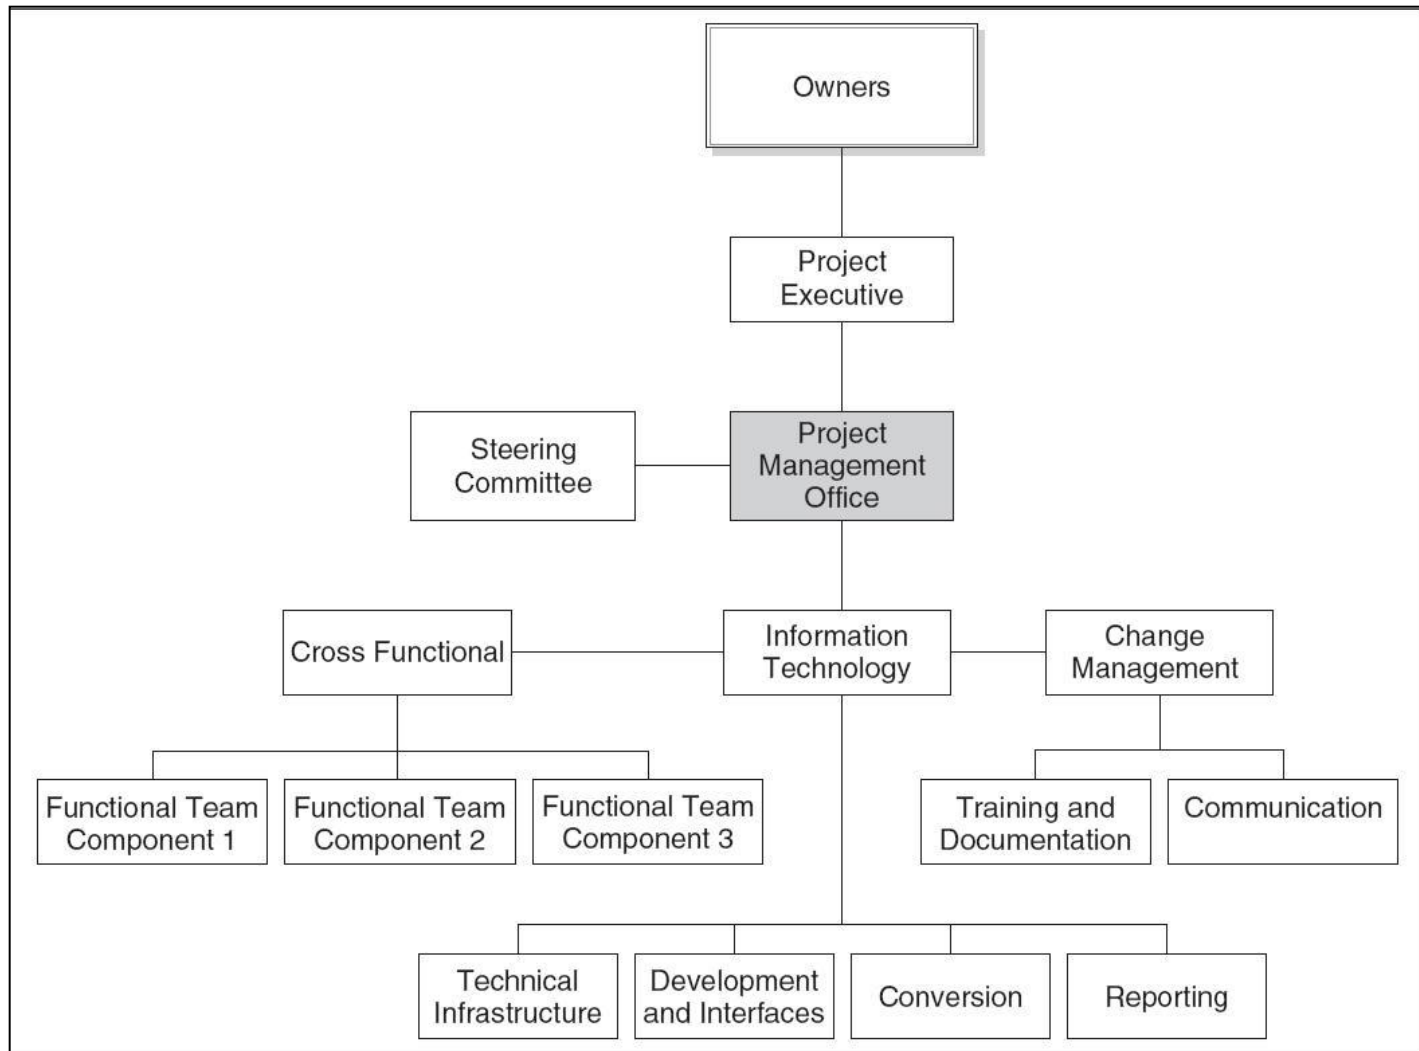 Owners
Project
Executive
Steering
Committee
Project
Management
Office
Cross Functional
Information
Technology
Change
Management
Functional Team
Component 1
Functional Team
Component 2
Functional Team
Component 3
Training and
Documentation
Communication
Technical
Infrastructure
Development
and Interfaces
Conversion
Reporting